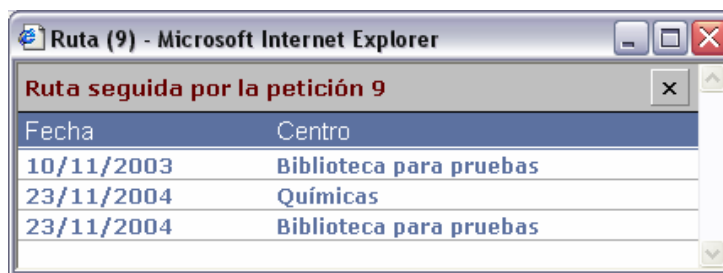 Ruta (9) - Microsoft Internet Explorer
Ruta seguida por la petición 9
Fecha Centro
10/11/2003 Biblioteca para pruebas
23/11/2004 Químicas
23/11/2004 Biblioteca para pruebas